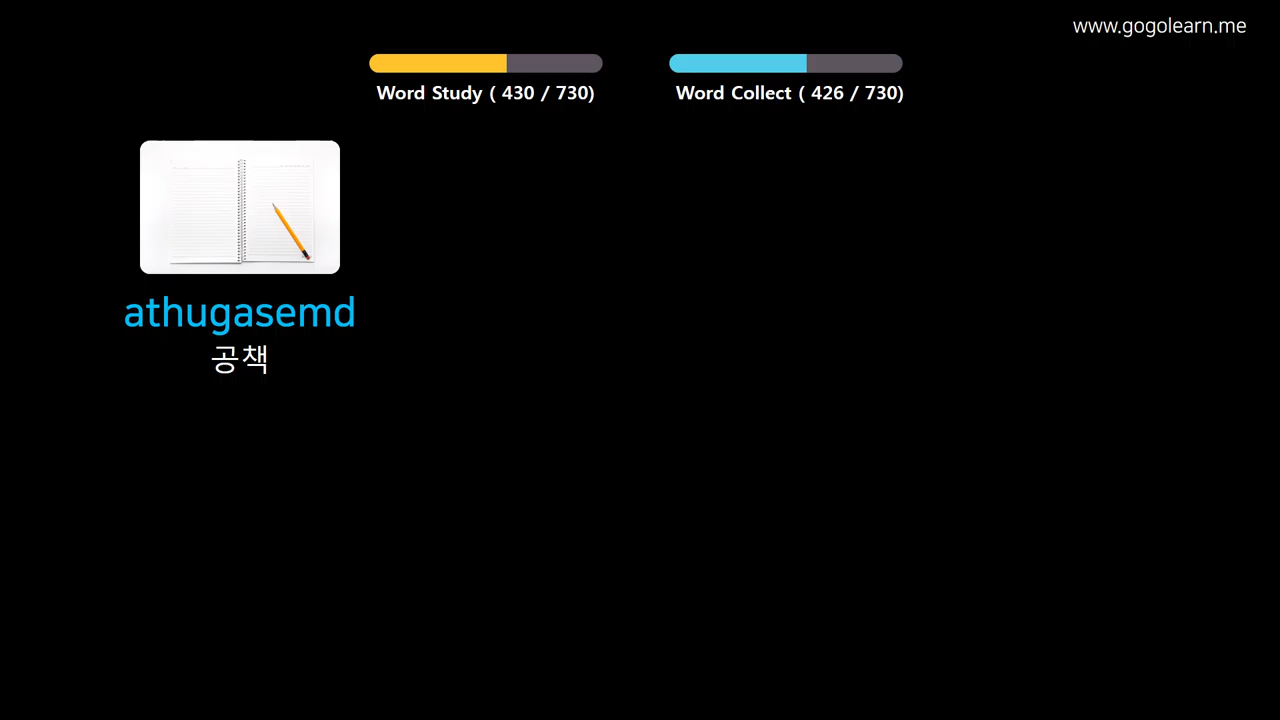 www.gogolearn.me
Word Study ( 430 / 730)
Word Collect ( 426 / 730)
athugasemd
공책